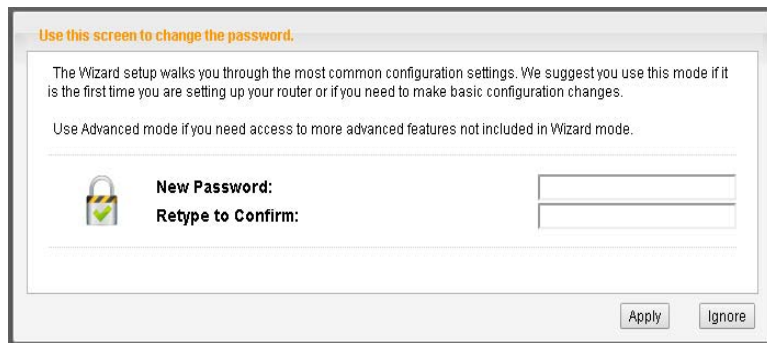 Use this screen to change the password.
The Wizard setup walks you through the most common configuration settings. We suggest you use this mode if it
is the first time you are setting up your router or if you need to make basic configuration changes.
Use Advanced mode if you need access to more advanced features not included in Wizard mode.
New Password:
Retype to Confirm:
Apply Ignore